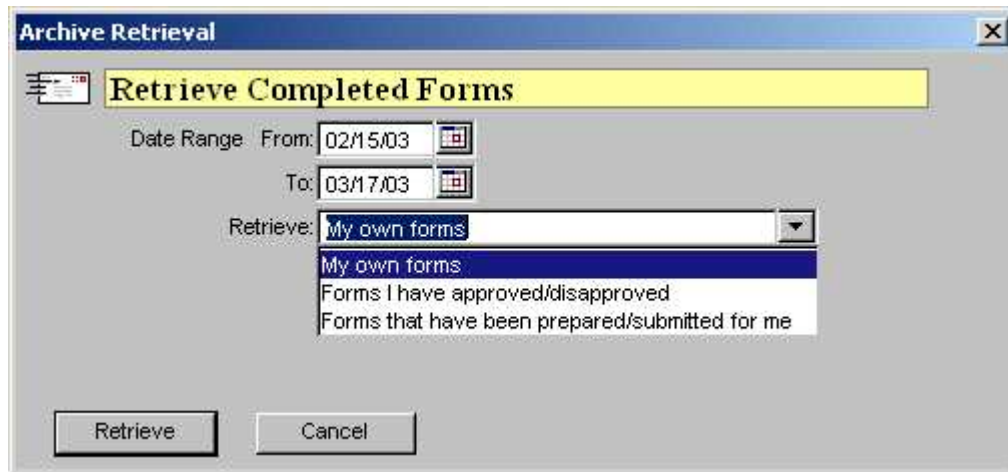 Archive Retrieval
Retrieve Completed Forms
Date Range From: 02/15/03
To: 03/17/03
Retrieve: My own forms
My own forms
Forms I have approved/disapproved
Forms that have been prepared/submitted for me
Retrieve Cancel